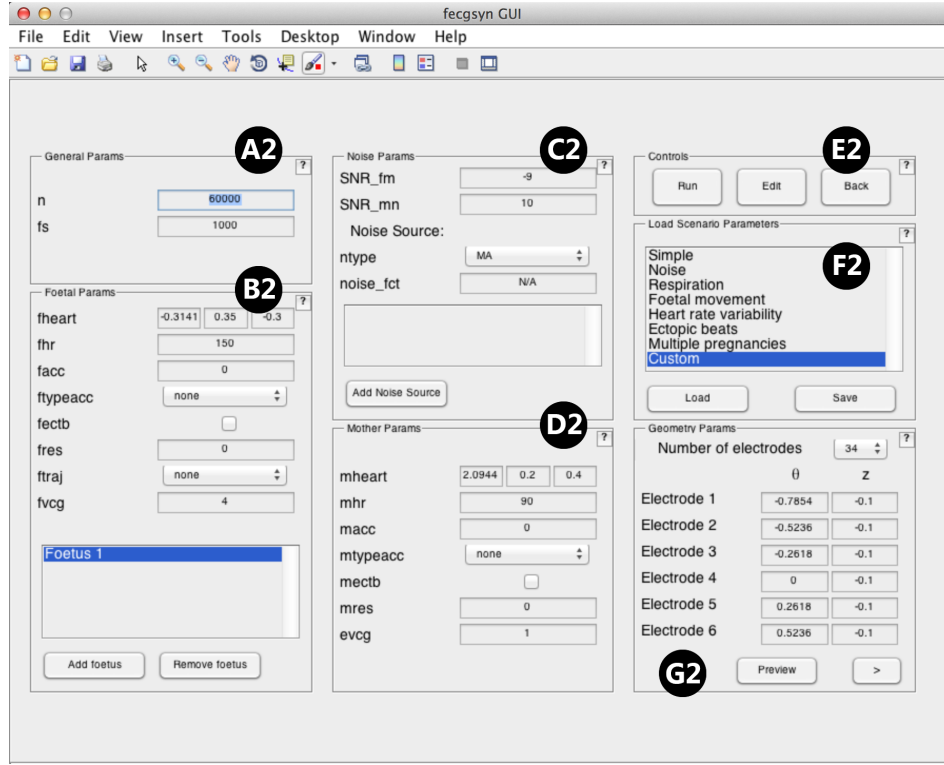 fecgsyn GUI
File Edit View Insert Tools Desktop Window Help
General Params
A2
?
n 60000
fs 1000
Foetal Params
B2
?
fheart -0.3141 0.35 -0.3
fhr 150
facc 0
ftypeacc none
fectb
fres 0
ftraj none
fvcg 4
Foetus 1
Add foetus Remove foetus
Noise Params
C2
?
SNR_fm -9
SNR_mn 10
Noise Source:
ntype MA
noise_fct N/A
Add Noise Source
Mother Params
D2
?
mheart 2.0944 0.2 0.4
mhr 90
macc 0
mtypeacc none
mectb
mres 0
evcg 1
Controls
E2
?
Run Edit Back
Load Scenario Parameters
?
F2
Simple
Noise
Respiration
Foetal movement
Heart rate variability
Ectopic beats
Multiple pregnancies
Custom
Load Save
Geometry Params
?
Number of electrodes 34
θ z
Electrode 1 -0.7854 -0.1
Electrode 2 -0.5236 -0.1
Electrode 3 -0.2618 -0.1
Electrode 4 0 -0.1
Electrode 5 0.2618 -0.1
Electrode 6 0.5236 -0.1
G2 Preview >